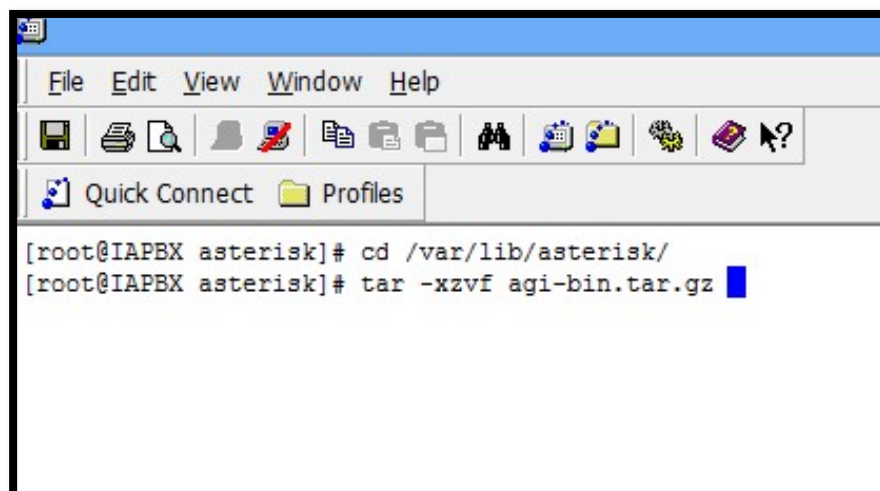 File Edit View Window Help
Quick Connect Profiles
[root@IAPBX asterisk]# cd /var/lib/asterisk/
[root@IAPBX asterisk]# tar -xzvf agi-bin.tar.gz